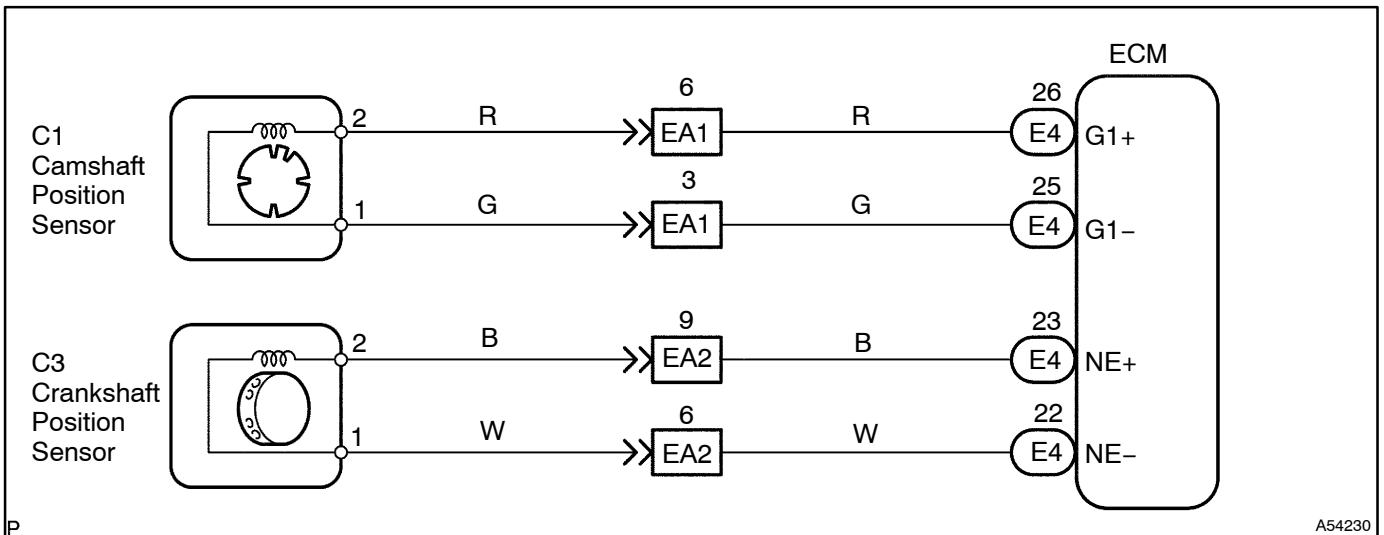 ECM
C1
Camshaft
Position
Sensor
2 R 6 EA1 R 26 E4 G1+
1 G 3 EA1 G 25 E4 G1−
C3
Crankshaft
Position
Sensor
2 B 9 EA2 B 23 E4 NE+
1 W 6 EA2 W 22 E4 NE−
P
A54230